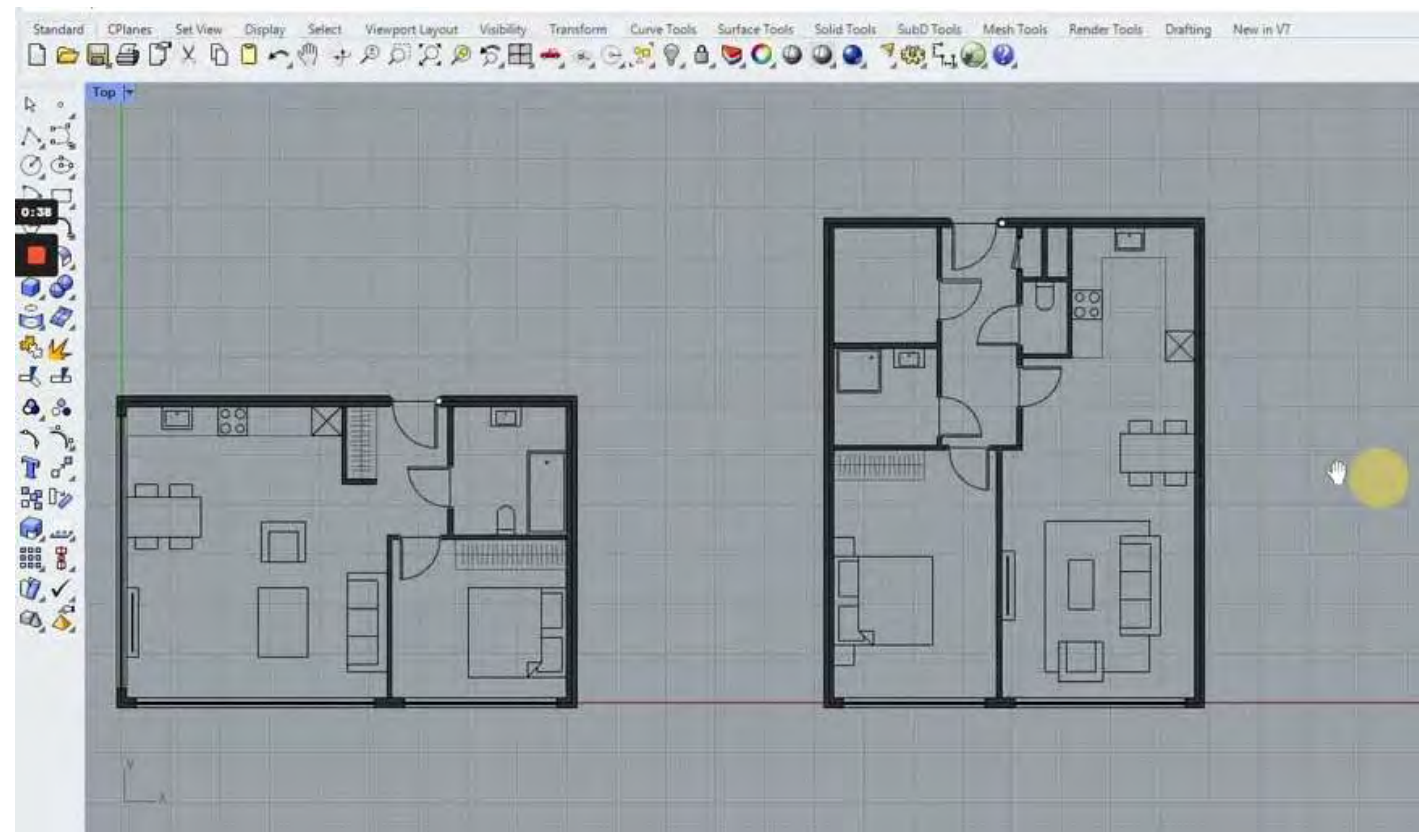 Standard CPlanes Set View Display Select Viewport Layout Visibility Transform Curve Tools Surface Tools Solid Tools SubD Tools Mesh Tools Render Tools Drafting New in V7
Top
0:38
Y
X